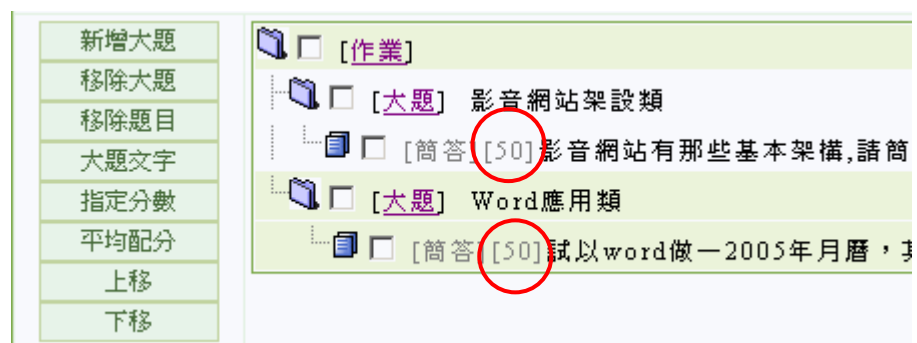 新增大題
移除大題
移除題目
大題文字
指定分數
平均配分
上移
下移
[作業]
[大題] 影音網站架設類
[簡答][50]影音網站有那些基本架構,請簡
[大題] Word應用類
[簡答][50]試以word做一2005年月曆，其